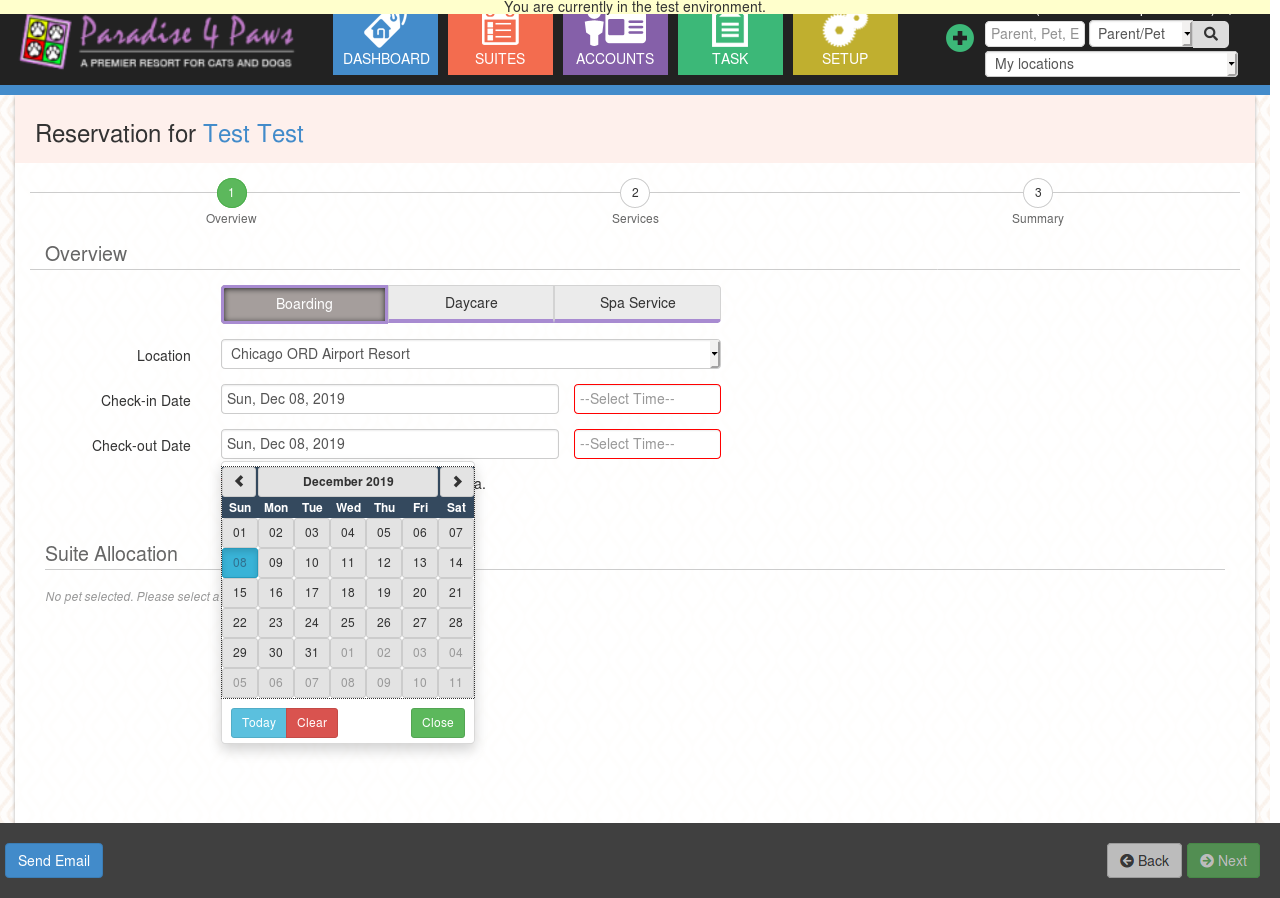 You are currently in the test environment.
Paradise 4 Paws
A PREMIER RESORT FOR CATS AND DOGS
DASHBOARD
SUITES
ACCOUNTS
TASK
SETUP
Parent, Pet, E
Parent/Pet
My locations
Reservation for Test Test
1
2
3
Overview
Services
Summary
Overview
Boarding
Daycare
Spa Service
Location
Chicago ORD Airport Resort
Check-in Date
Sun, Dec 08, 2019
--Select Time--
Check-out Date
Sun, Dec 08, 2019
--Select Time--
December 2019
a.
Sun Mon Tue Wed Thu Fri Sat
01 02 03 04 05 06 07
08 09 10 11 12 13 14
15 16 17 18 19 20 21
22 23 24 25 26 27 28
29 30 31 01 02 03 04
05 06 07 08 09 10 11
Today
Clear
Close
Suite Allocation
No pet selected. Please select a
Send Email
Back
Next